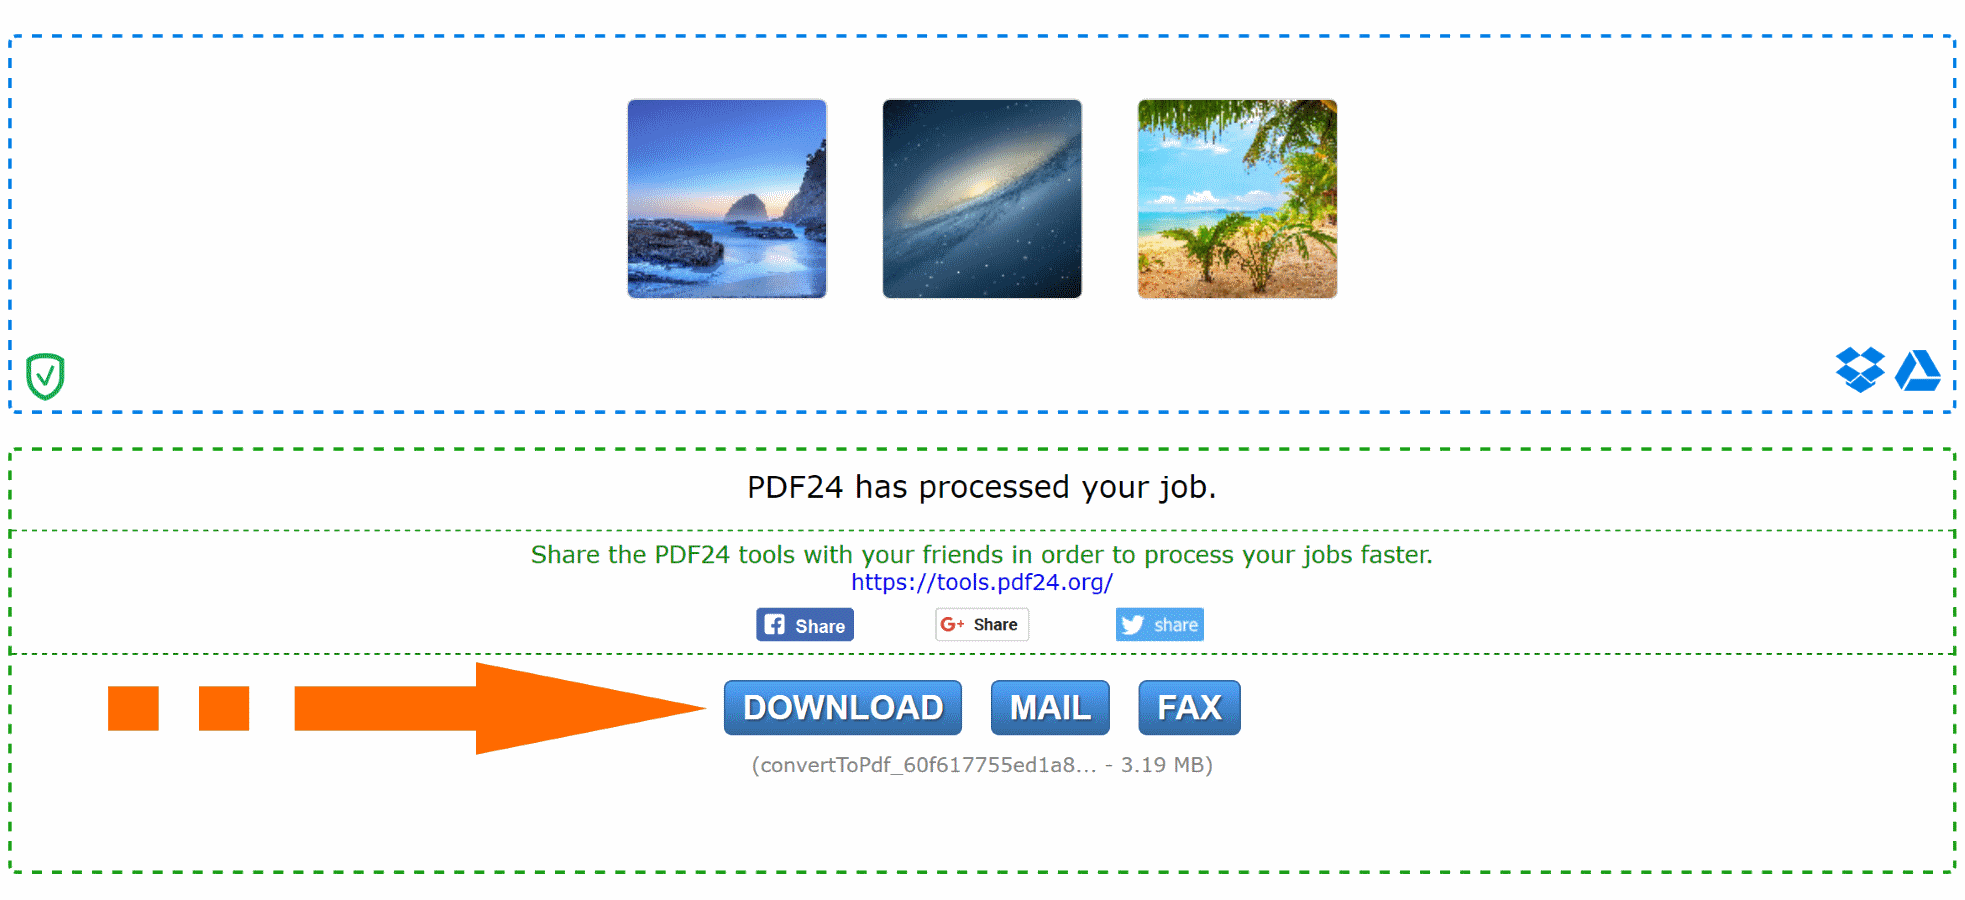 PDF24 has processed your job.
Share the PDF24 tools with your friends in order to process your jobs faster.
https://tools.pdf24.org/
Share
G+ Share
share
DOWNLOAD MAIL FAX
(convertToPdf_60f617755ed1a8... - 3.19 MB)